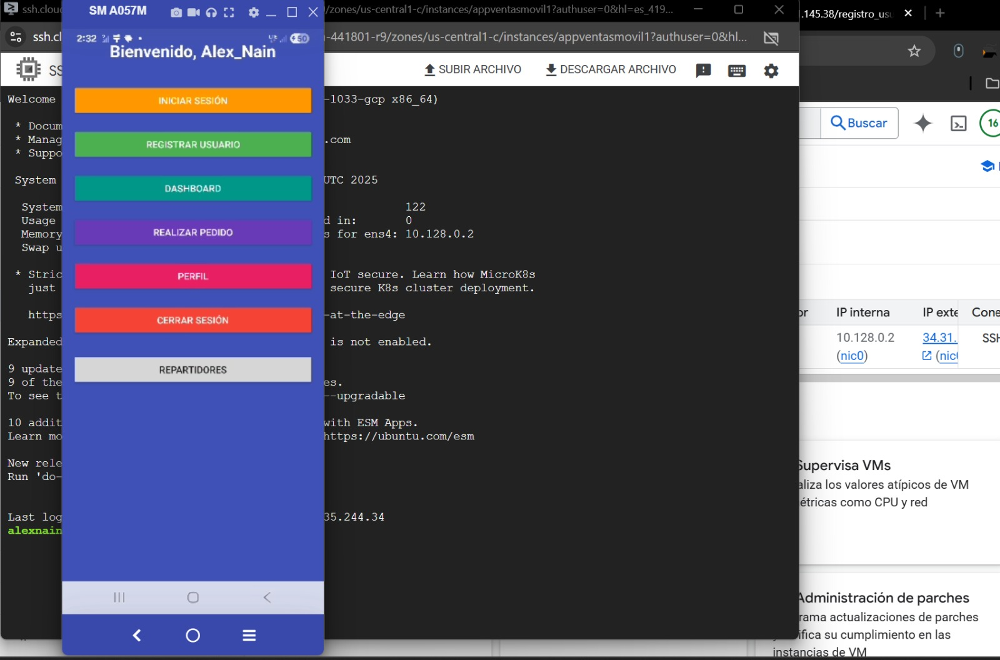 SM A057M
ssh.clouc
/zones/us-central1-c/instances/appventasmovil1?authuser=0&hl=es_419...
.145.38/registro_usu
ssh.cl
-441801-r9/zones/us-central1-c/instances/appventasmovil1?authuser=0&hl...
2:32
50
Bienvenido, Alex_Nain
INICIAR SESIÓN
REGISTRAR USUARIO
DASHBOARD
REALIZAR PEDIDO
PERFIL
CERRAR SESIÓN
REPARTIDORES
SS
SUBIR ARCHIVO
DESCARGAR ARCHIVO
Welcome -1033-gcp x86_64)
* Docum
* Manag .com
* Suppo
System UTC 2025
System 122
Usage d in: 0
Memory s for ens4: 10.128.0.2
Swap u
* Stric IoT secure. Learn how MicroK8s
just secure K8s cluster deployment.
https -at-the-edge
Expanded is not enabled.
9 update
9 of the es.
To see t --upgradable
10 addit with ESM Apps.
Learn mo https://ubuntu.com/esm
New rele
Run 'do-
Last log 35.244.34
alexnain
Buscar
16
or IP interna IP exte Cone
10.128.0.2 34.31. SSH
(nic0) (nic
Supervisa VMs
aliza los valores atípicos de VM
étricas como CPU y red
Administración de parches
rama actualizaciones de parches
y ifica su cumplimiento en las
instancias de VM